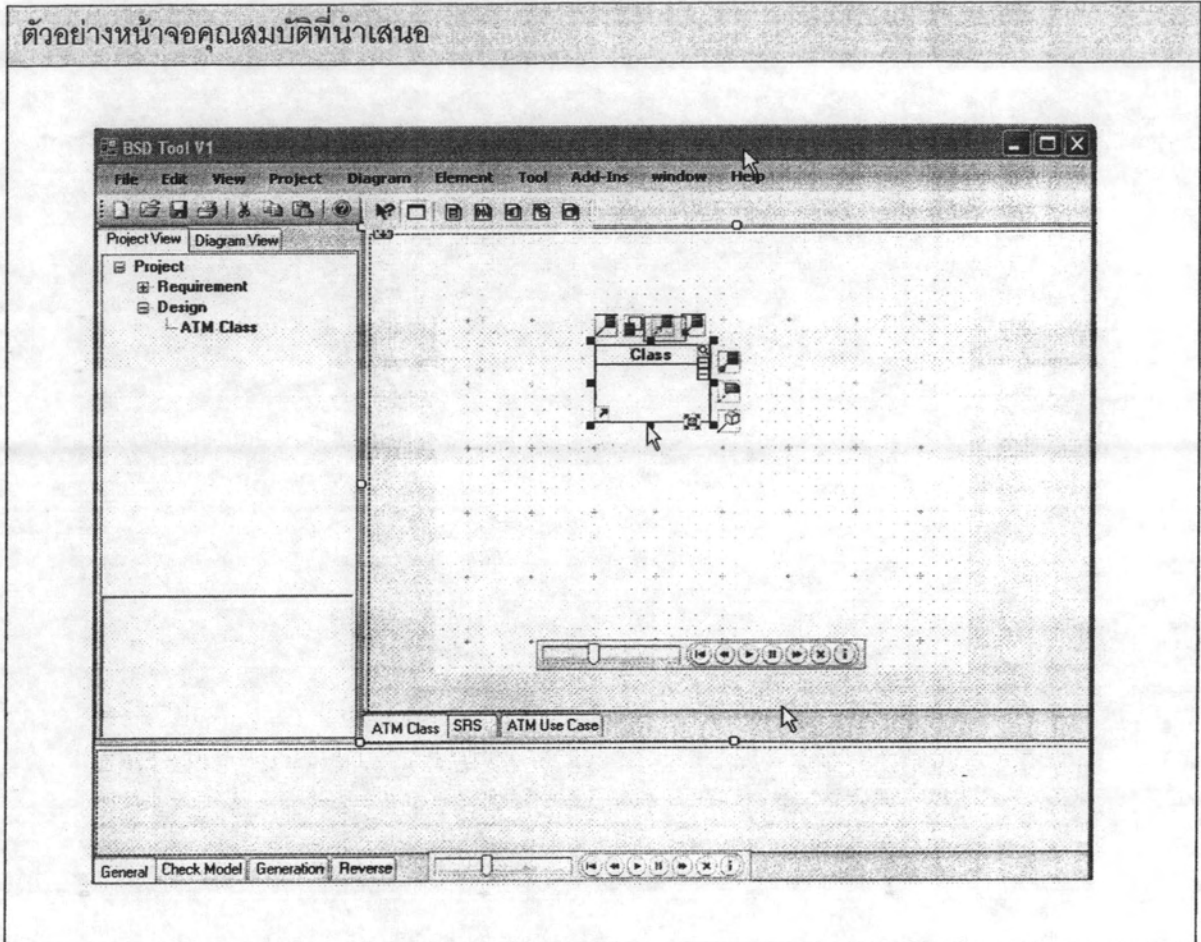 ตัวอย่างหน้าจอคุณสมบัติที่นำเสนอ
BSD Tool V1
File Edit View Project Diagram Element Tool Add-Ins window Help
Project View Diagram View
Project
Requirement
Design
ATM Class
Class
ATM Class SRS ATM Use Case
General Check Model Generation Reverse